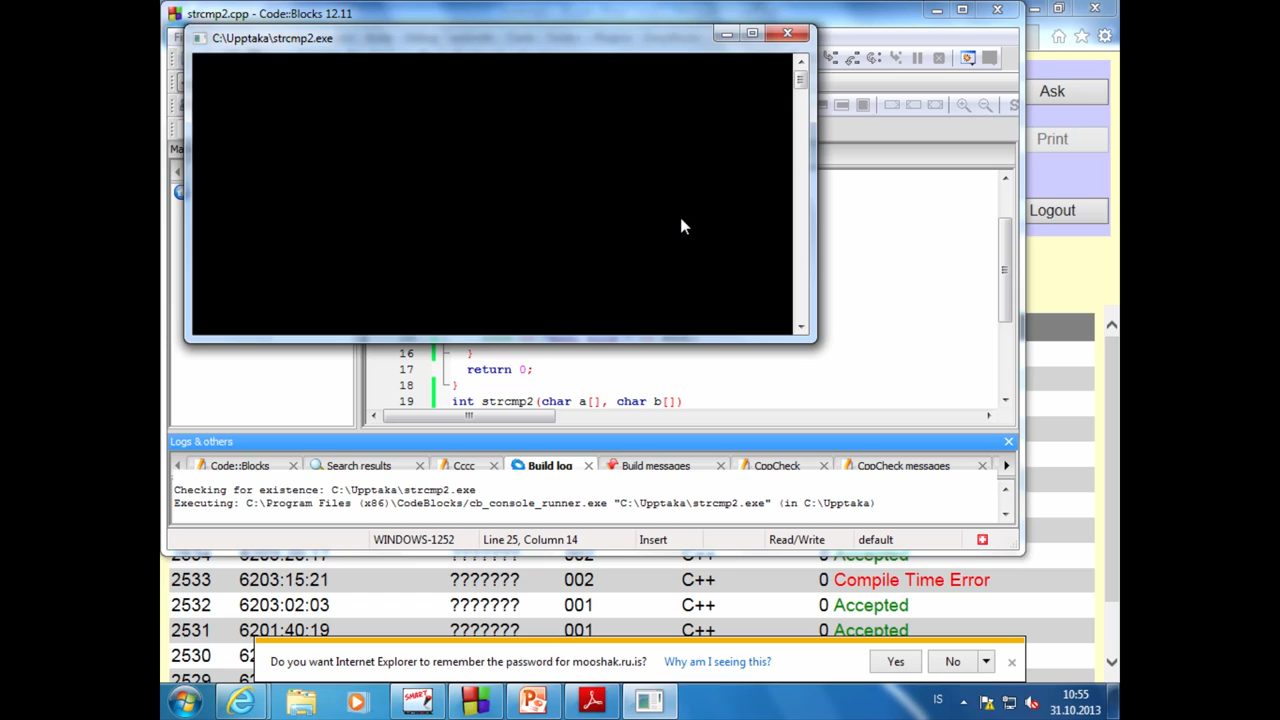 strcmp2.cpp - Code::Blocks 12.11
C:\Upptaka\strcmp2.exe
Ask
Print
Logout
16 }
17 return 0;
18 }
19 int strcmp2(char a[], char b[])
Logs & others
Code::Blocks Search results Cccc Build log Build messages CppCheck CppCheck messages
Checking for existence: C:\Upptaka\strcmp2.exe
Executing: C:\Program Files (x86)\CodeBlocks/cb_console_runner.exe "C:\Upptaka\strcmp2.exe" (in C:\Upptaka)
WINDOWS-1252 Line 25, Column 14 Insert Read/Write default
2533 6203:15:21 ??????? 002 C++ 0 Compile Time Error
2532 6203:02:03 ??????? 001 C++ 0 Accepted
2531 6201:40:19 ??????? 001 C++ 0 Accepted
2530
2529
Do you want Internet Explorer to remember the password for mooshak.ru.is? Why am I seeing this? Yes No
SMART
IS 10:55
31.10.2013